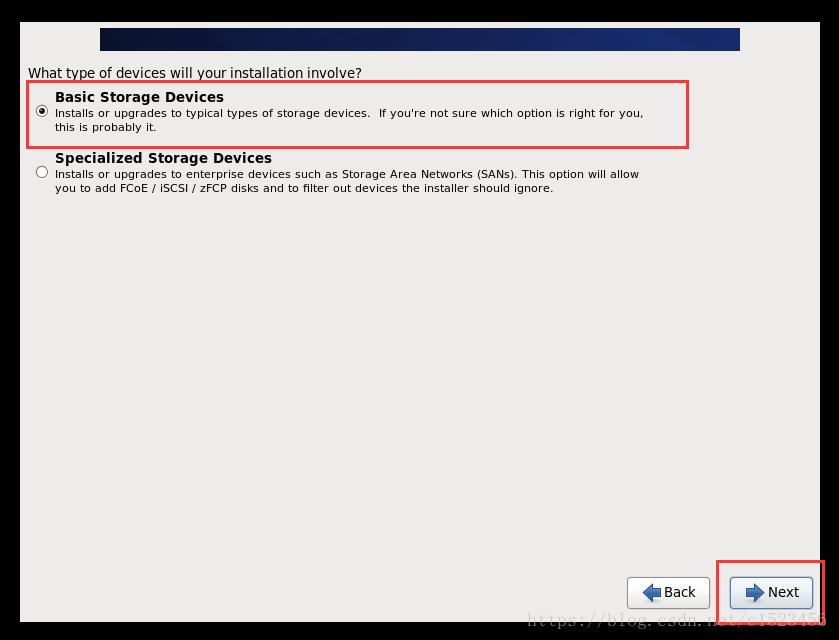 What type of devices will your installation involve?
Basic Storage Devices
Installs or upgrades to typical types of storage devices.  If you're not sure which option is right for you,
this is probably it.
Specialized Storage Devices
Installs or upgrades to enterprise devices such as Storage Area Networks (SANs). This option will allow
you to add FCoE / iSCSI / zFCP disks and to filter out devices the installer should ignore.
Back
Next
https://blog.csdn.net/c1523456